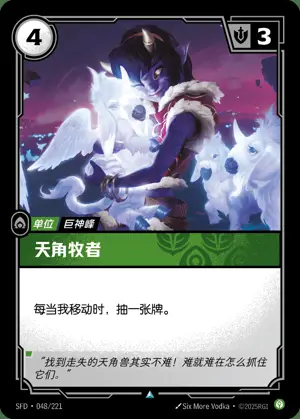 4
3
单位 巨神峰
天角牧者
每当我移动时，抽一张牌。
"找到走失的天角兽其实不难！难就难在怎么抓住
它们。"
SFD • 048/221
Six More Vodka • ©2025RGI